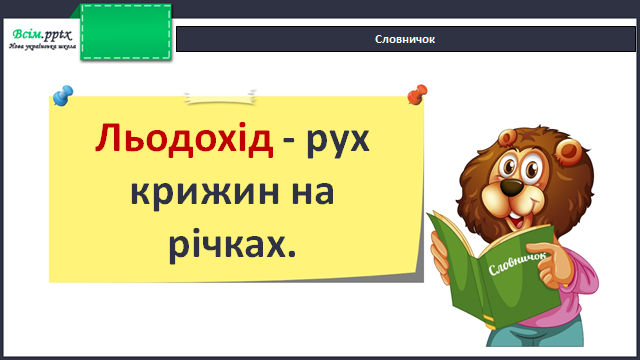 Всім.pptx
Нова українська школа
Словничок
Льодохід - рух
крижин на
річках.
Словничок